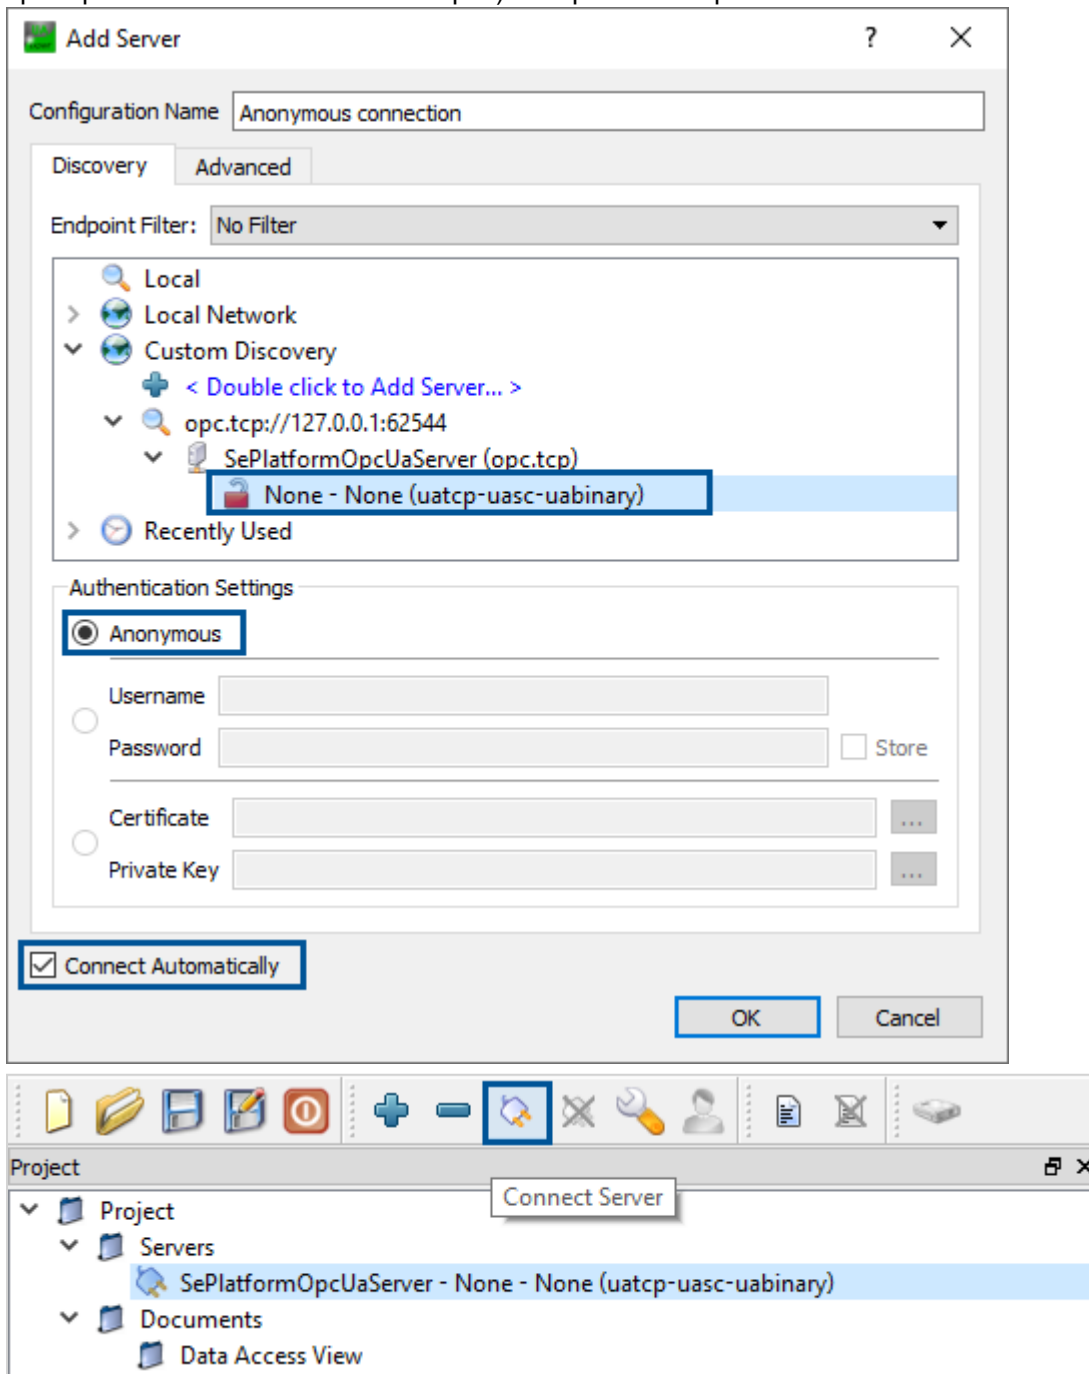 Add Server
?
Configuration Name Anonymous connection
Discovery Advanced
Endpoint Filter: No Filter
Local
Local Network
Custom Discovery
< Double click to Add Server... >
opc.tcp://127.0.0.1:62544
SePlatformOpcUaServer (opc.tcp)
None - None (uatcp-uasc-uabinary)
Recently Used
Authentication Settings
Anonymous
Username
Password Store
Certificate ...
Private Key ...
Connect Automatically
OK Cancel
Project
Connect Server
Project
Servers
SePlatformOpcUaServer - None - None (uatcp-uasc-uabinary)
Documents
Data Access View